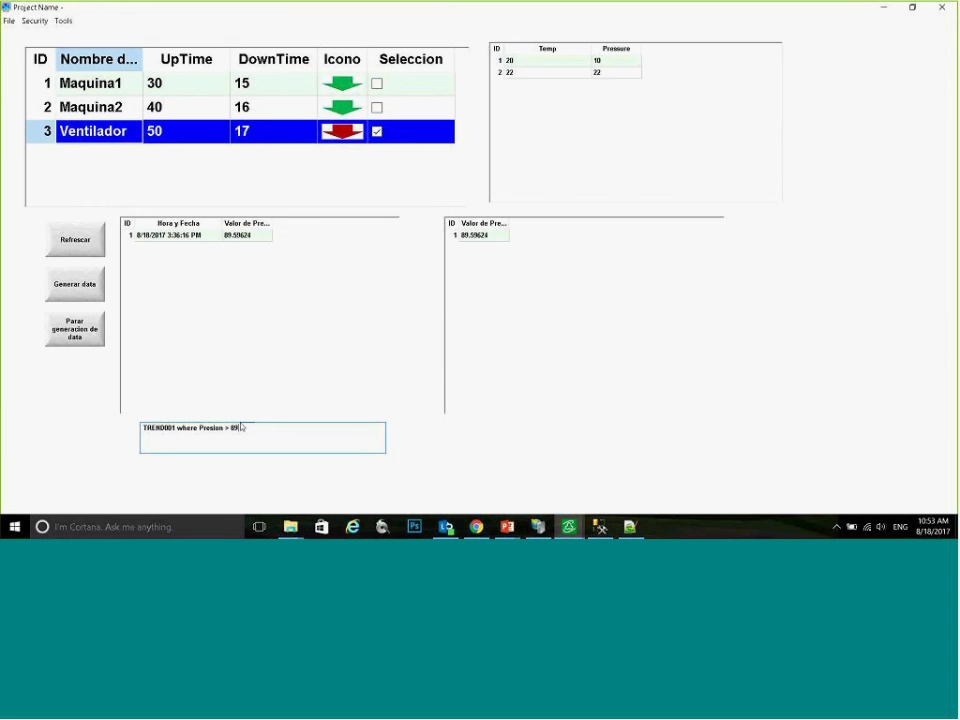 Project Name -
File Security Tools
ID Nombre d... UpTime DownTime Icono Seleccion
1 Maquina1 30 15
2 Maquina2 40 16
3 Ventilador 50 17
ID Temp Pressure
1 20 10
2 22 22
Refrescar
Generar data
Parar
generacion de
data
ID Hora y Fecha Valor de Pre...
1 8/18/2017 3:36:16 PM 89.59624
ID Valor de Pre...
1 89.59624
TREND001 where Presion > 89
I'm Cortana. Ask me anything.
Ps
ENG
10:53 AM
8/18/2017